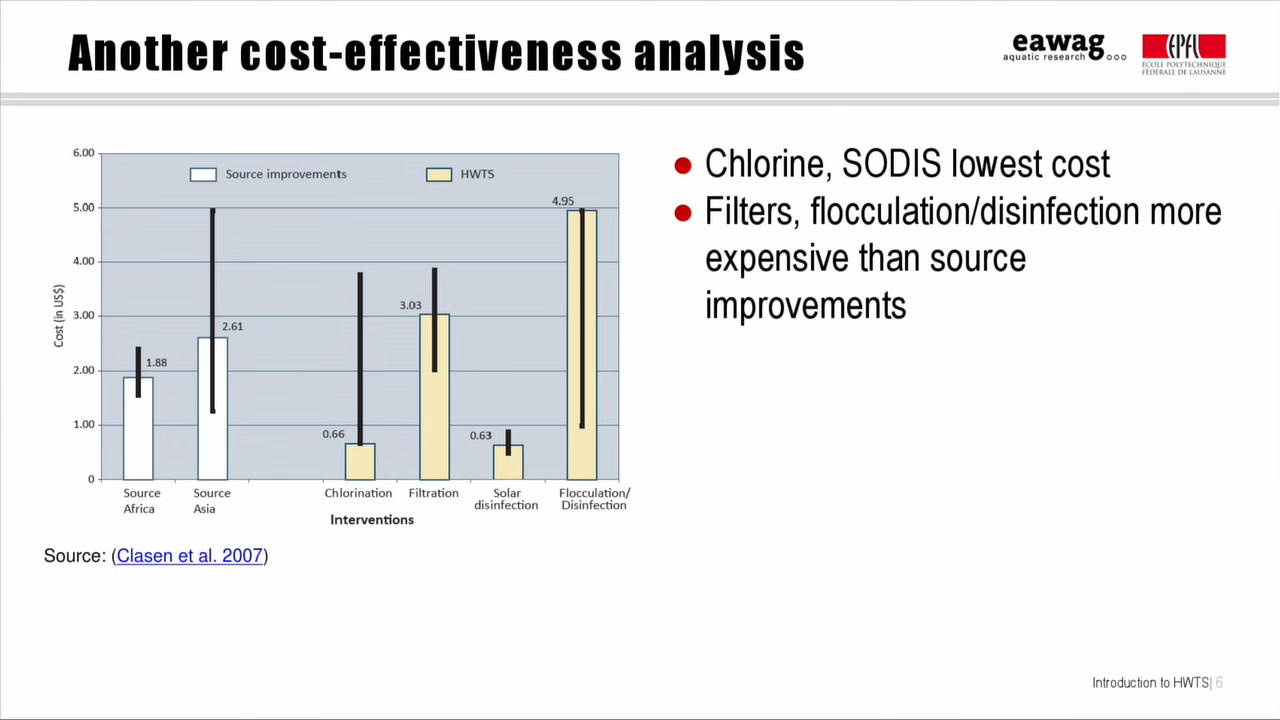 Another cost-effectiveness analysis
eawag
aquatic research
EPFL
ÉCOLE POLYTECHNIQUE
FÉDÉRALE DE LAUSANNE
6.00
Source improvements
HWTS
5.00
4.95
4.00
3.00
3.03
2.61
2.00
1.88
1.00
0.66
0.63
0
Cost (in US$)
Source
Africa
Source
Asia
Chlorination
Filtration
Solar
disinfection
Flocculation/
Disinfection
Interventions
Source: (Clasen et al. 2007)
● Chlorine, SODIS lowest cost
● Filters, flocculation/disinfection more
expensive than source
improvements
Introduction to HWTS| 6